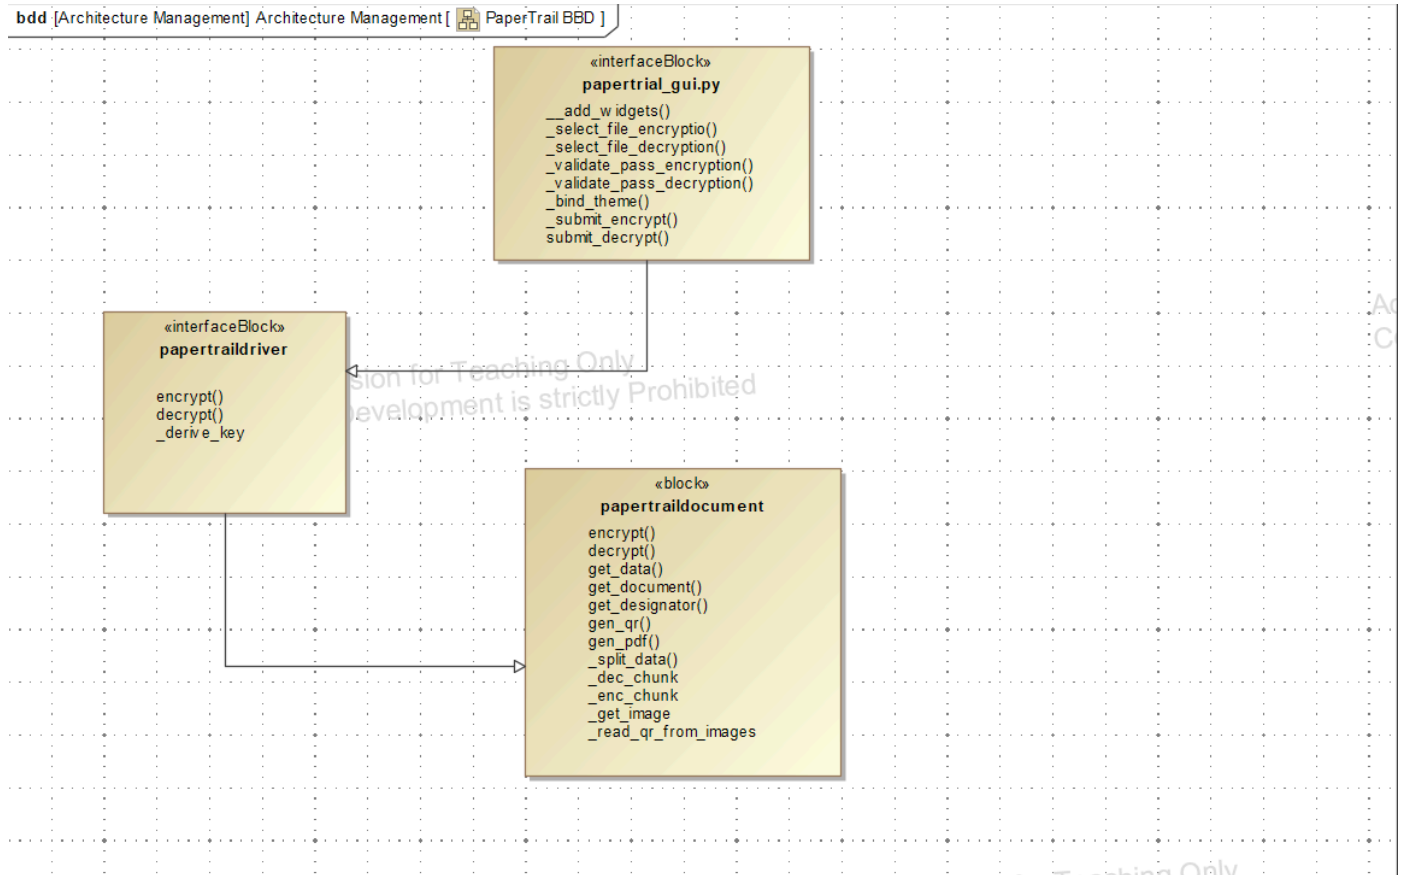 bdd [Architecture Management] Architecture Management [ PaperTrail BBD ]
«interfaceBlock»
papertrial_gui.py
__add_widgets()
_select_file_encryptio()
_select_file_decryption()
_validate_pass_encryption()
_validate_pass_decryption()
_bind_theme()
_submit_encrypt()
submit_decrypt()
«interfaceBlock»
papertraildriver
encrypt()
decrypt()
_derive_key
sion for Teaching Only
evelopment is strictly Prohibited
«block»
papertraildocument
encrypt()
decrypt()
get_data()
get_document()
get_designator()
gen_qr()
gen_pdf()
_split_data()
_dec_chunk
_enc_chunk
_get_image
_read_qr_from_images
Teaching Only